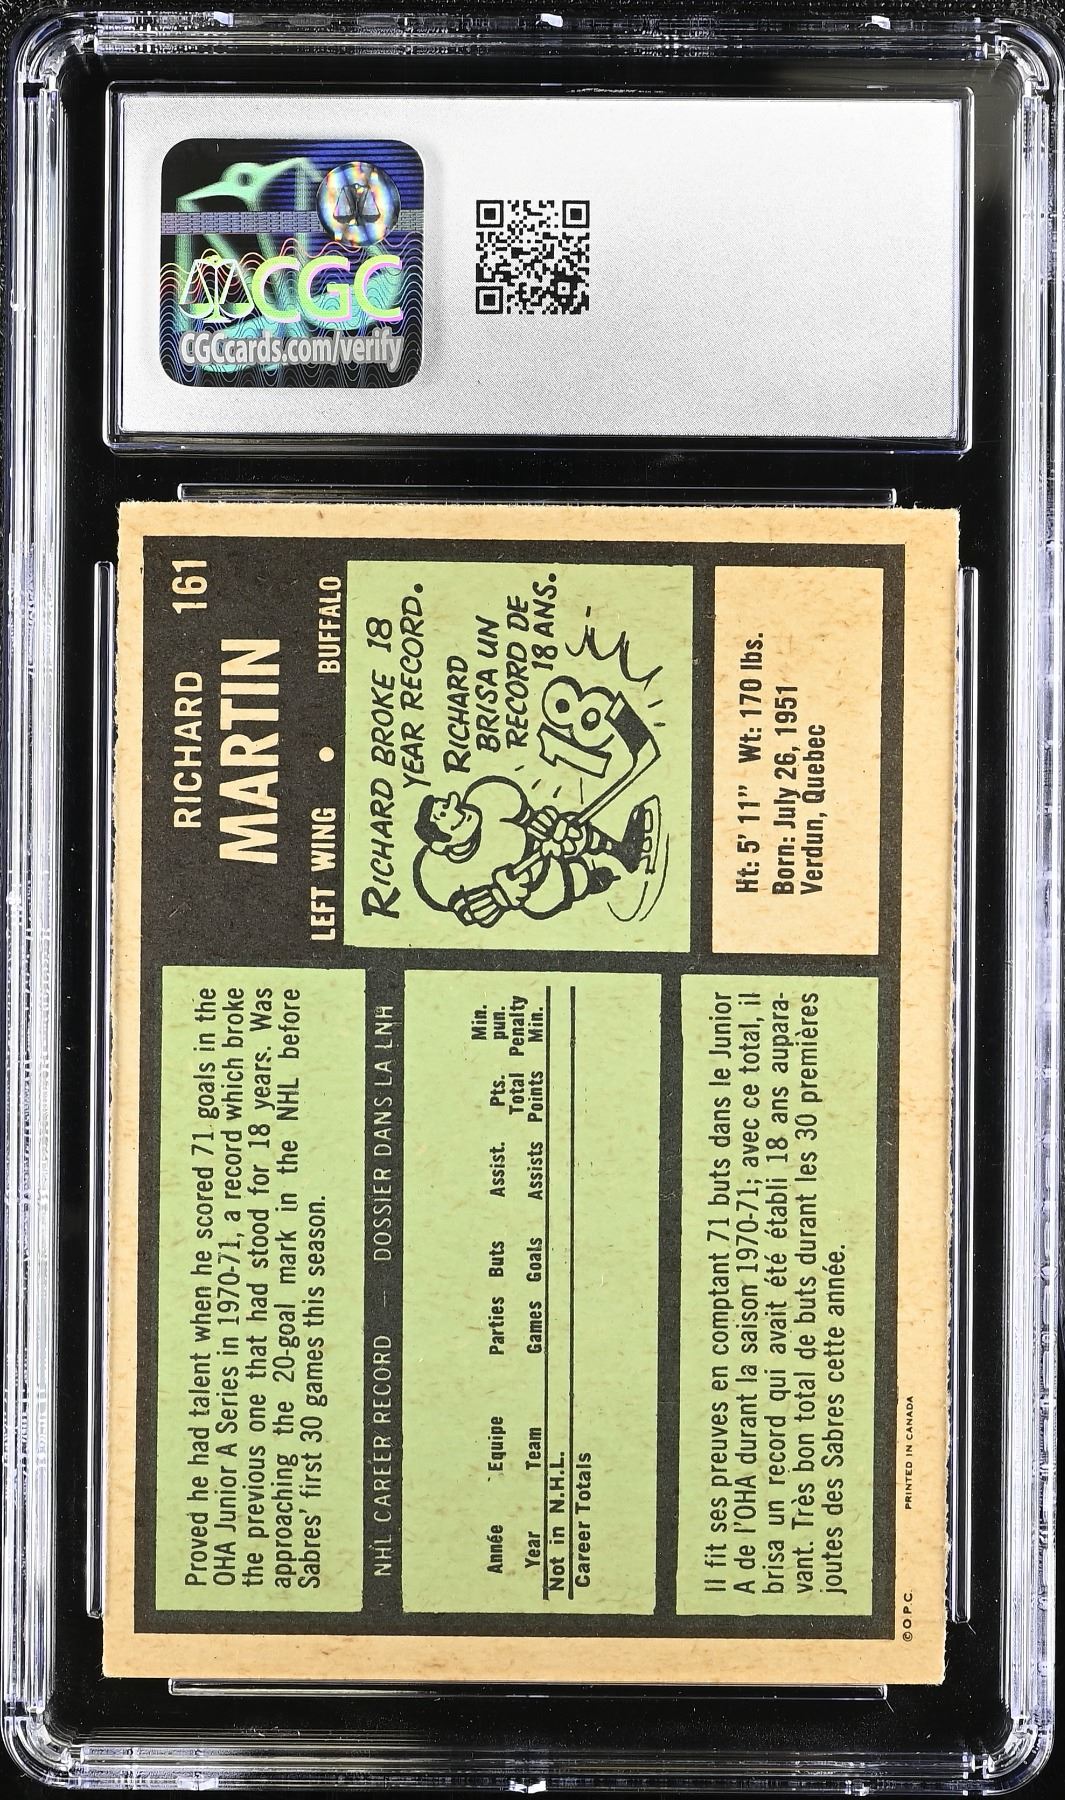 CGC
CGCcards.com/verify
RICHARD 161
MARTIN
LEFT WING • BUFFALO
RICHARD BROKE 18
YEAR RECORD.
RICHARD
BRISA UN
RECORD DE
18 ANS.
18
Ht: 5' 11" Wt: 170 lbs.
Born: July 26, 1951
Verdun, Quebec
Proved he had talent when he scored 71 goals in the
OHA Junior A Series in 1970-71, a record which broke
the previous one that had stood for 18 years. Was
approaching the 20-goal mark in the NHL before
Sabres' first 30 games this season.
NHL CAREER RECORD — DOSSIER DANS LA LNH
Min.
Pts. pun.
Année Equipe Parties Buts Assist. Total Penalty
Year Team Games Goals Assists Points Min.
Not in N.H.L.
Career Totals
Il fit ses preuves en comptant 71 buts dans le Junior
A de l'OHA durant la saison 1970-71; avec ce total, il
brisa un record qui avait été établi 18 ans aupara-
vant. Très bon total de buts durant les 30 premières
joutes des Sabres cette année.
© O.P.C. PRINTED IN CANADA